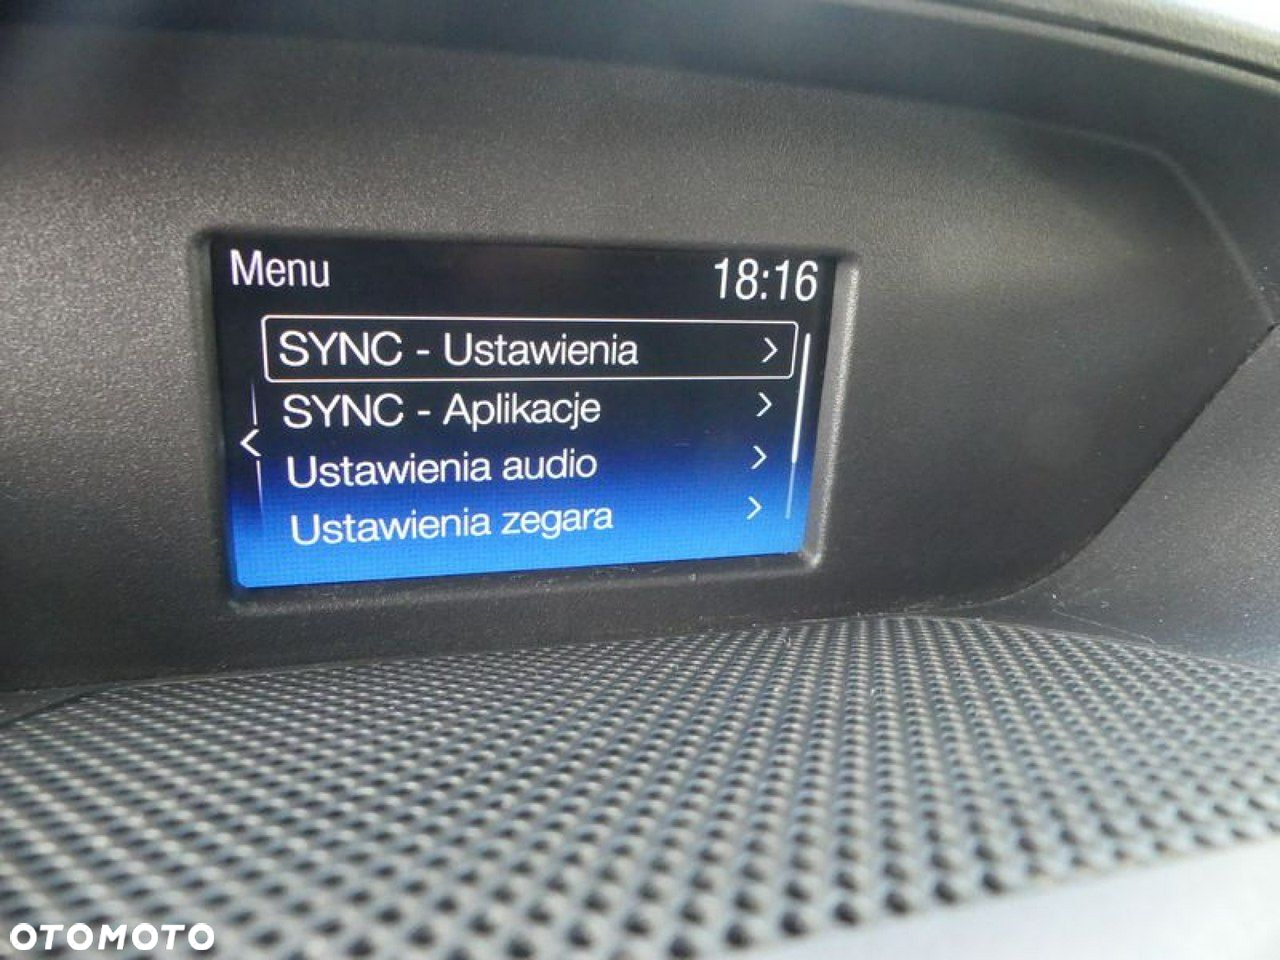 Menu
18:16
SYNC - Ustawienia
SYNC - Aplikacje
Ustawienia audio
Ustawienia zegara
OTOMOTO